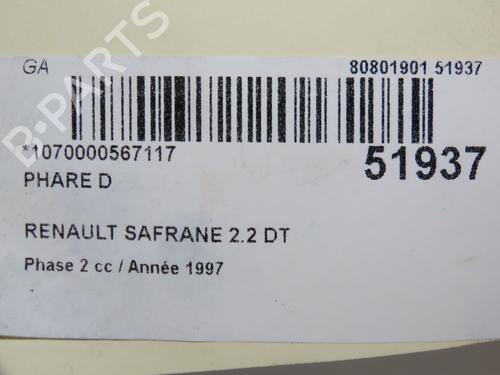 GA
80801901 51937
*1070000567117
51937
PHARE D
RENAULT SAFRANE 2.2 DT
Phase 2 cc / Année 1997
B-PARTS